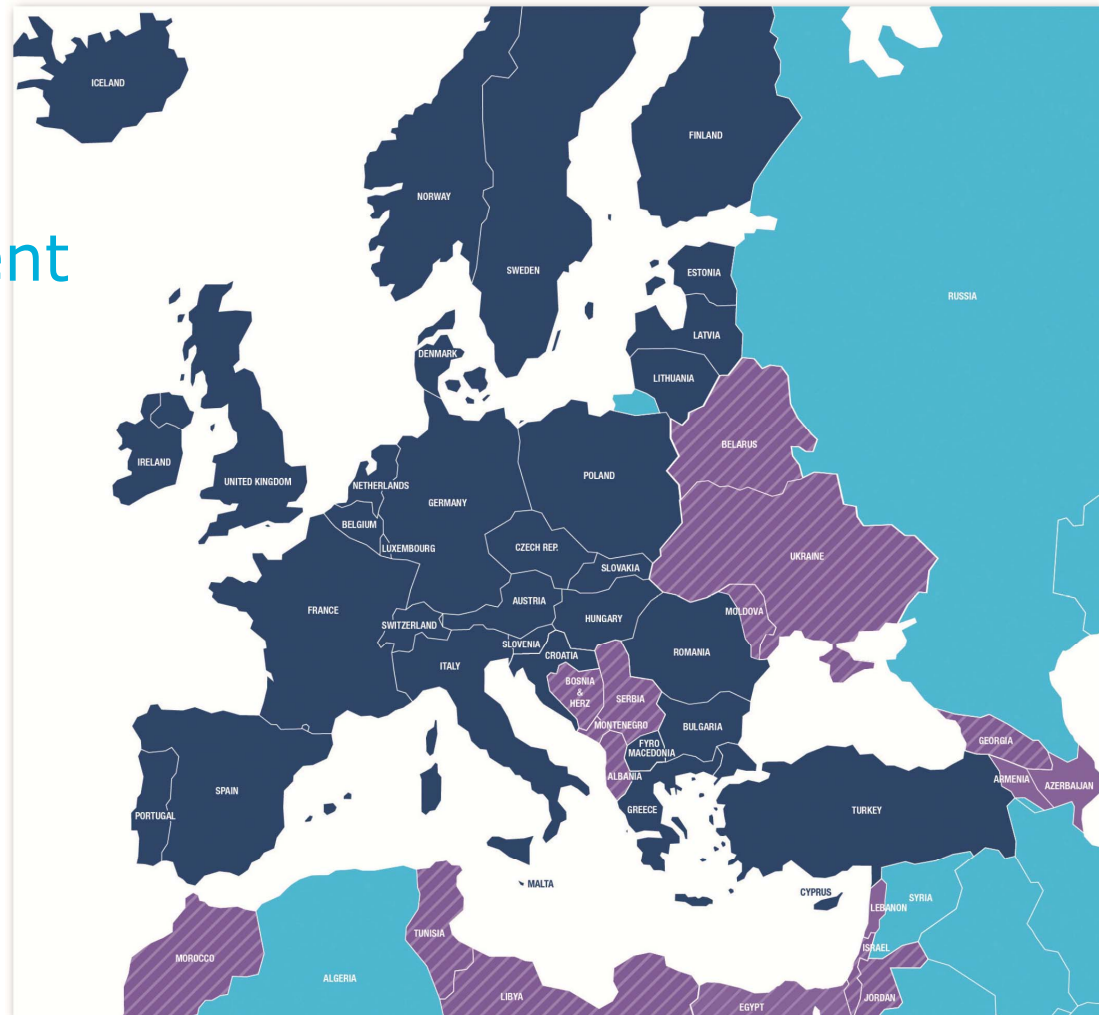 ICELAND
FINLAND
NORWAY
ent
SWEDEN
ESTONIA
RUSSIA
LATVIA
DENMARK
LITHUANIA
BELARUS
IRELAND
UNITED KINGDOM
NETHERLANDS
POLAND
GERMANY
BELGIUM
LUXEMBOURG
CZECH REP.
UKRAINE
SLOVAKIA
AUSTRIA
FRANCE
SWITZERLAND
HUNGARY
MOLDOVA
SLOVENIA
CROATIA
ROMANIA
ITALY
BOSNIA
&
HERZ
SERBIA
MONTENEGRO
BULGARIA
FYRO
MACEDONIA
GEORGIA
ALBANIA
ARMENIA
AZERBAIJAN
SPAIN
PORTUGAL
GREECE
TURKEY
MALTA
CYPRUS
SYRIA
LEBANON
TUNISIA
ISRAEL
MOROCCO
ALGERIA
LIBYA
EGYPT
JORDAN